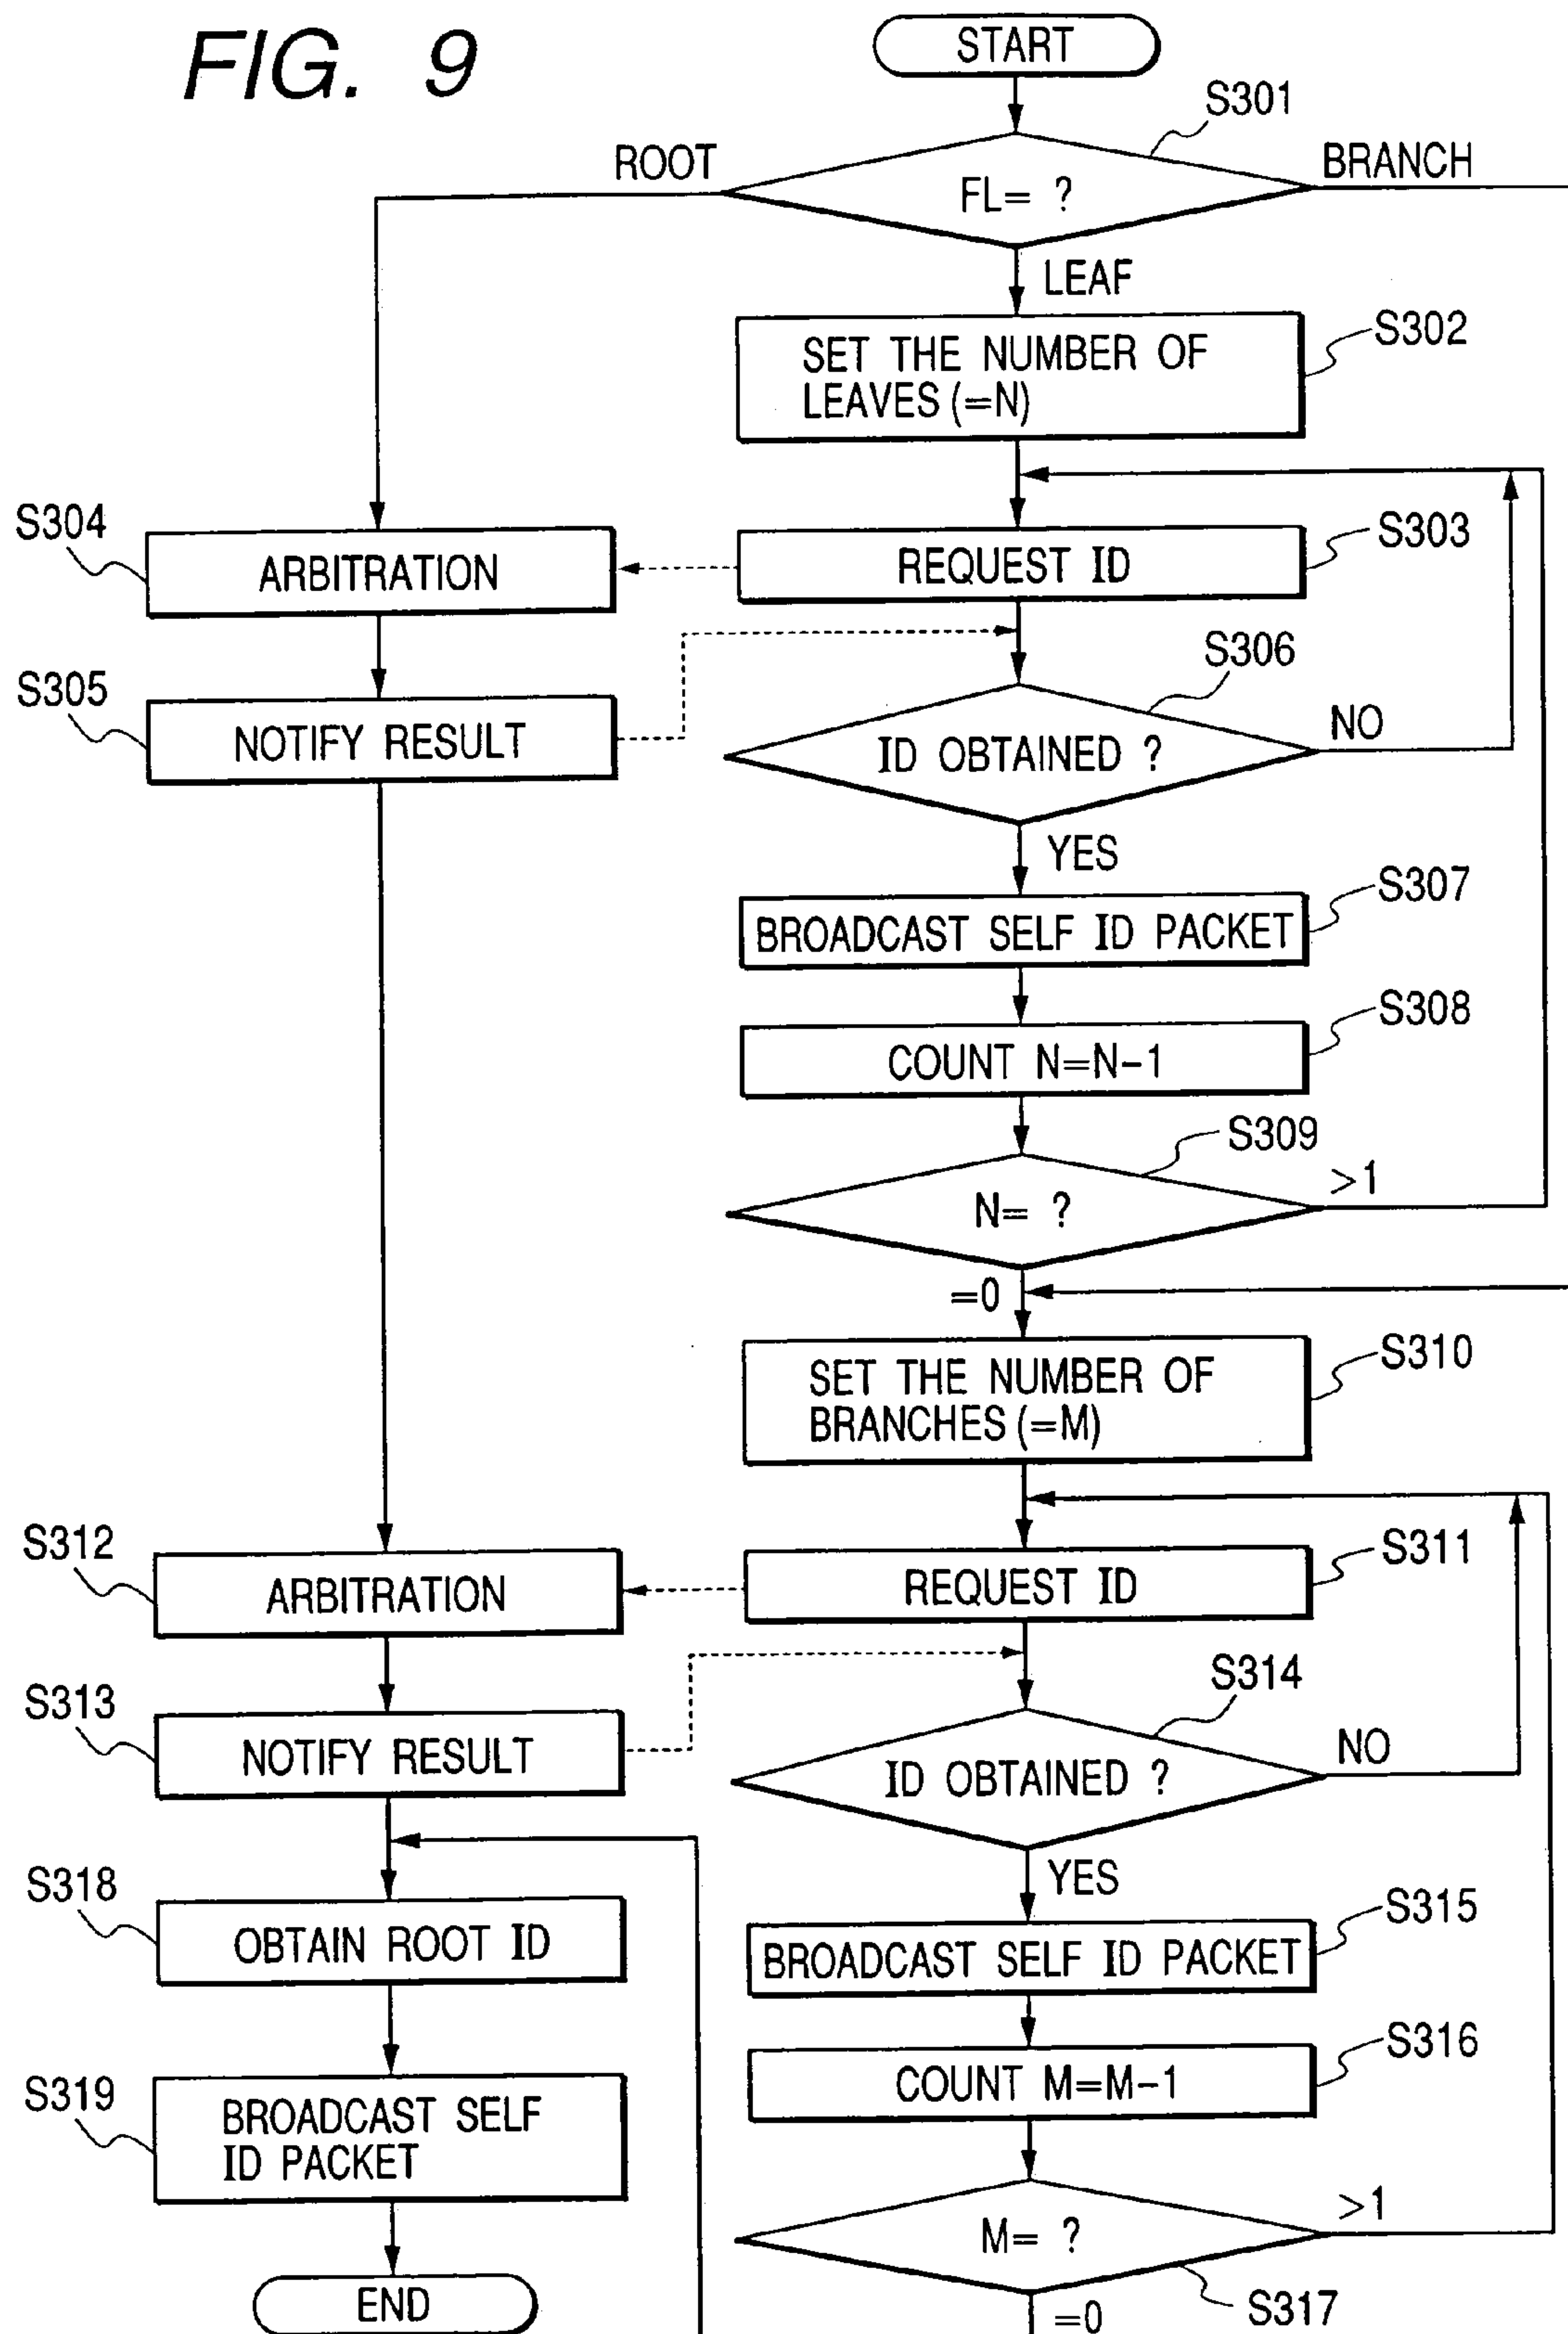 FIG. 9
START
S301
ROOT
BRANCH
FL= ?
LEAF
S302
SET THE NUMBER OF
LEAVES (=N)
S304
S303
ARBITRATION
REQUEST ID
S305
S306
NOTIFY RESULT
NO
ID OBTAINED ?
YES
S307
BROADCAST SELF ID PACKET
S308
COUNT N=N-1
S309
>1
N= ?
=0
S310
SET THE NUMBER OF
BRANCHES (=M)
S312
S311
ARBITRATION
REQUEST ID
S313
S314
NOTIFY RESULT
NO
ID OBTAINED ?
YES
S318
S315
OBTAIN ROOT ID
BROADCAST SELF ID PACKET
S316
COUNT M=M-1
S319
BROADCAST SELF
ID PACKET
>1
M= ?
END
S317
=0